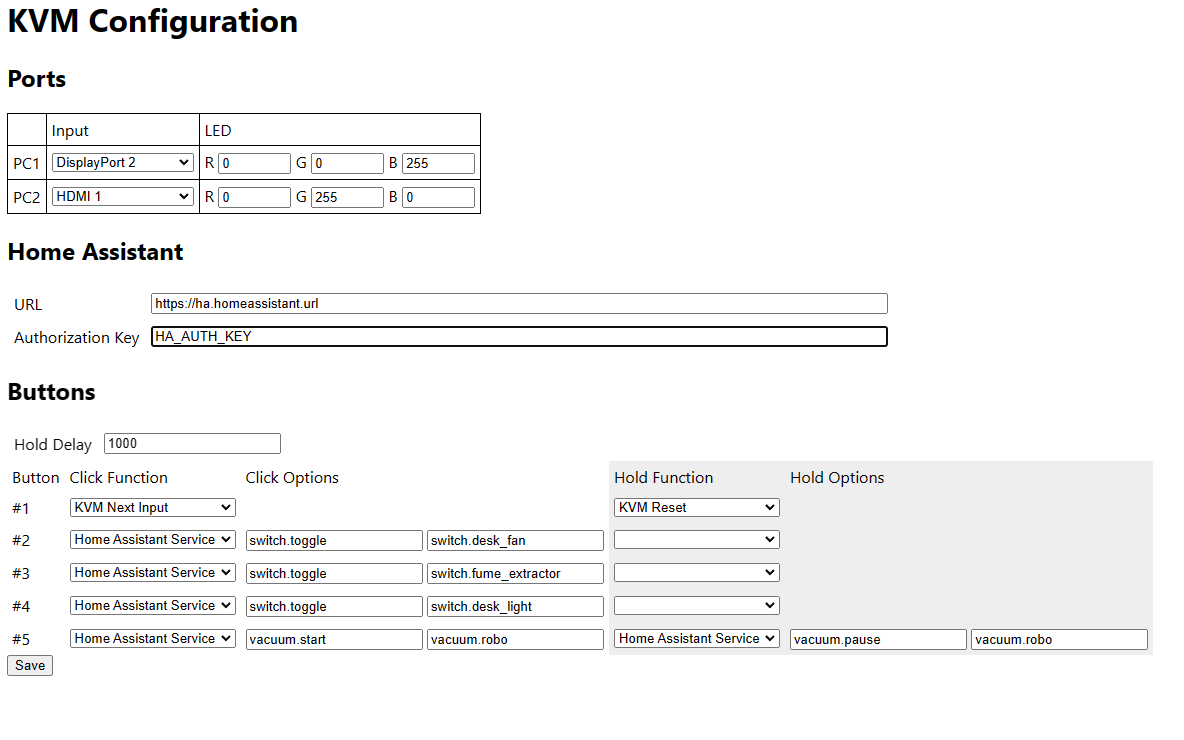 KVM Configuration
Ports
Input LED
PC1 DisplayPort 2 R 0 G 0 B 255
PC2 HDMI 1 R 0 G 255 B 0
Home Assistant
URL https://ha.homeassistant.url
Authorization Key HA_AUTH_KEY
Buttons
Hold Delay 1000
Button Click Function Click Options Hold Function Hold Options
#1 KVM Next Input KVM Reset
#2 Home Assistant Service switch.toggle switch.desk_fan
#3 Home Assistant Service switch.toggle switch.fume_extractor
#4 Home Assistant Service switch.toggle switch.desk_light
#5 Home Assistant Service vacuum.start vacuum.robo Home Assistant Service vacuum.pause vacuum.robo
Save